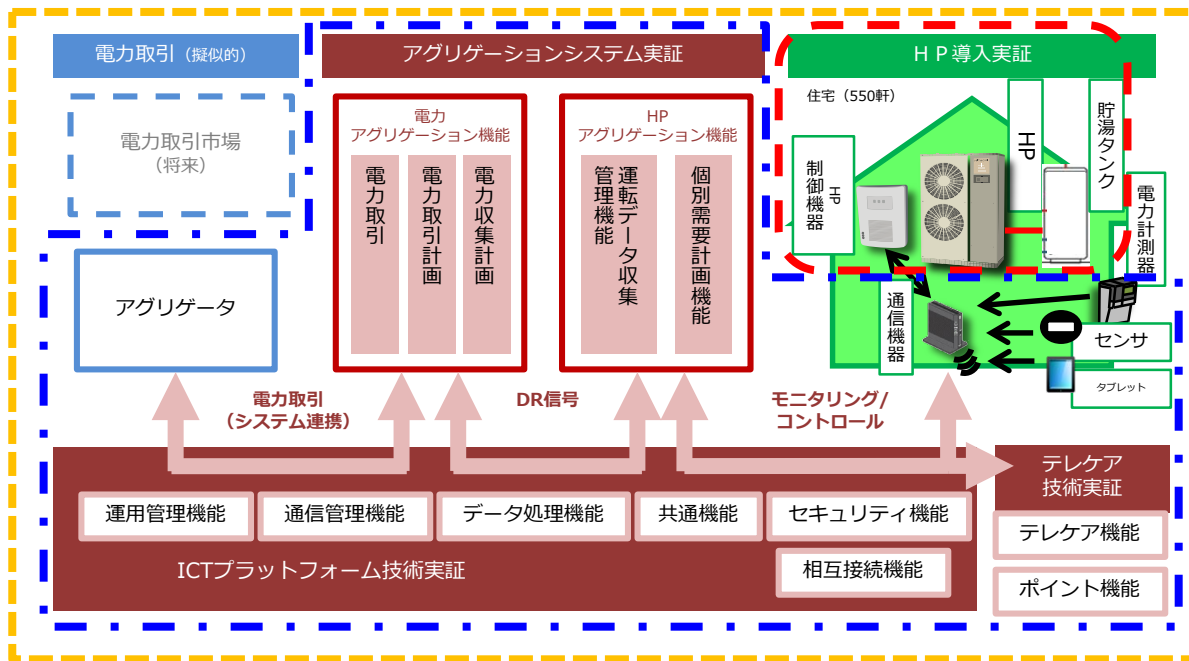 電力取引（擬似的）
電力取引市場
（将来）
アグリゲータ
アグリゲーションシステム実証
電力
アグリゲーション機能
電力取引
電力取引計画
電力収集計画
HP
アグリゲーション機能
運転データ収集
管理機能
個別需要計画機能
ＨＰ導入実証
住宅（550軒）
HP
制御機器
HP
貯湯タンク
電力計測器
通信機器
センサ
タブレット
電力取引
（システム連携）
DR信号
モニタリング/
コントロール
運用管理機能
通信管理機能
データ処理機能
共通機能
セキュリティ機能
相互接続機能
ICTプラットフォーム技術実証
テレケア
技術実証
テレケア機能
ポイント機能